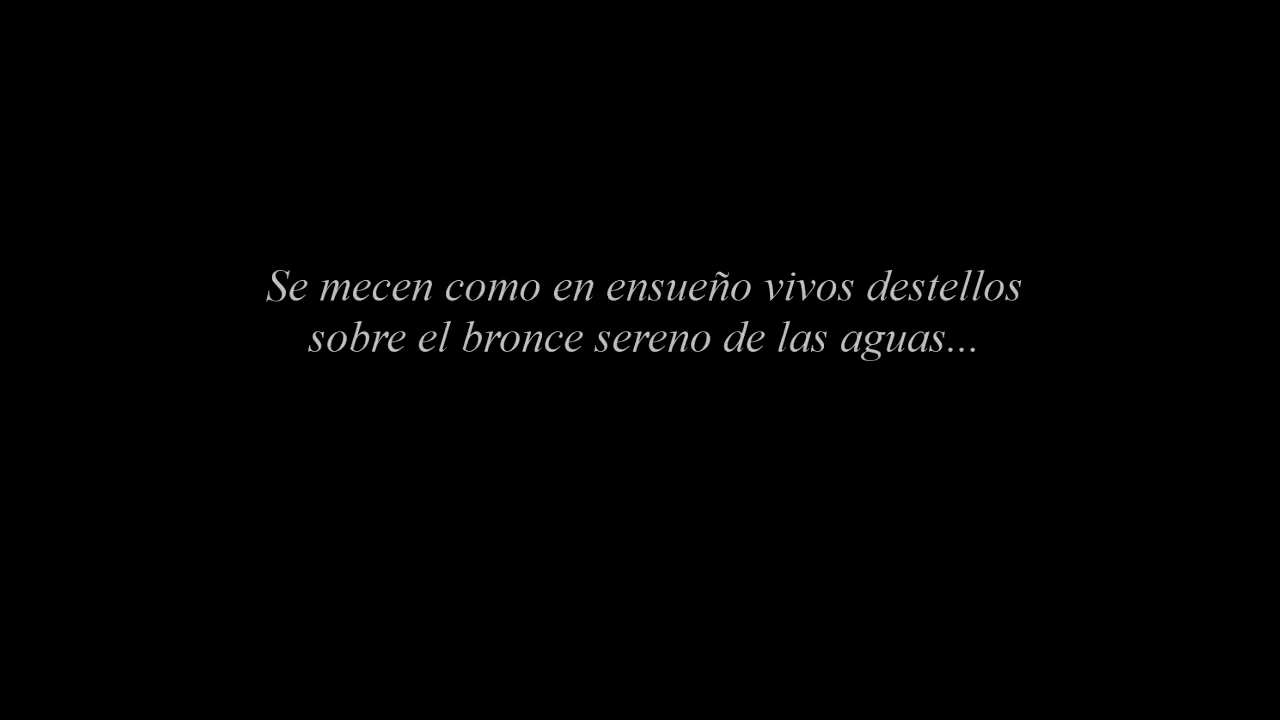 Se mecen como en ensueño vivos destellos
sobre el bronce sereno de las aguas...